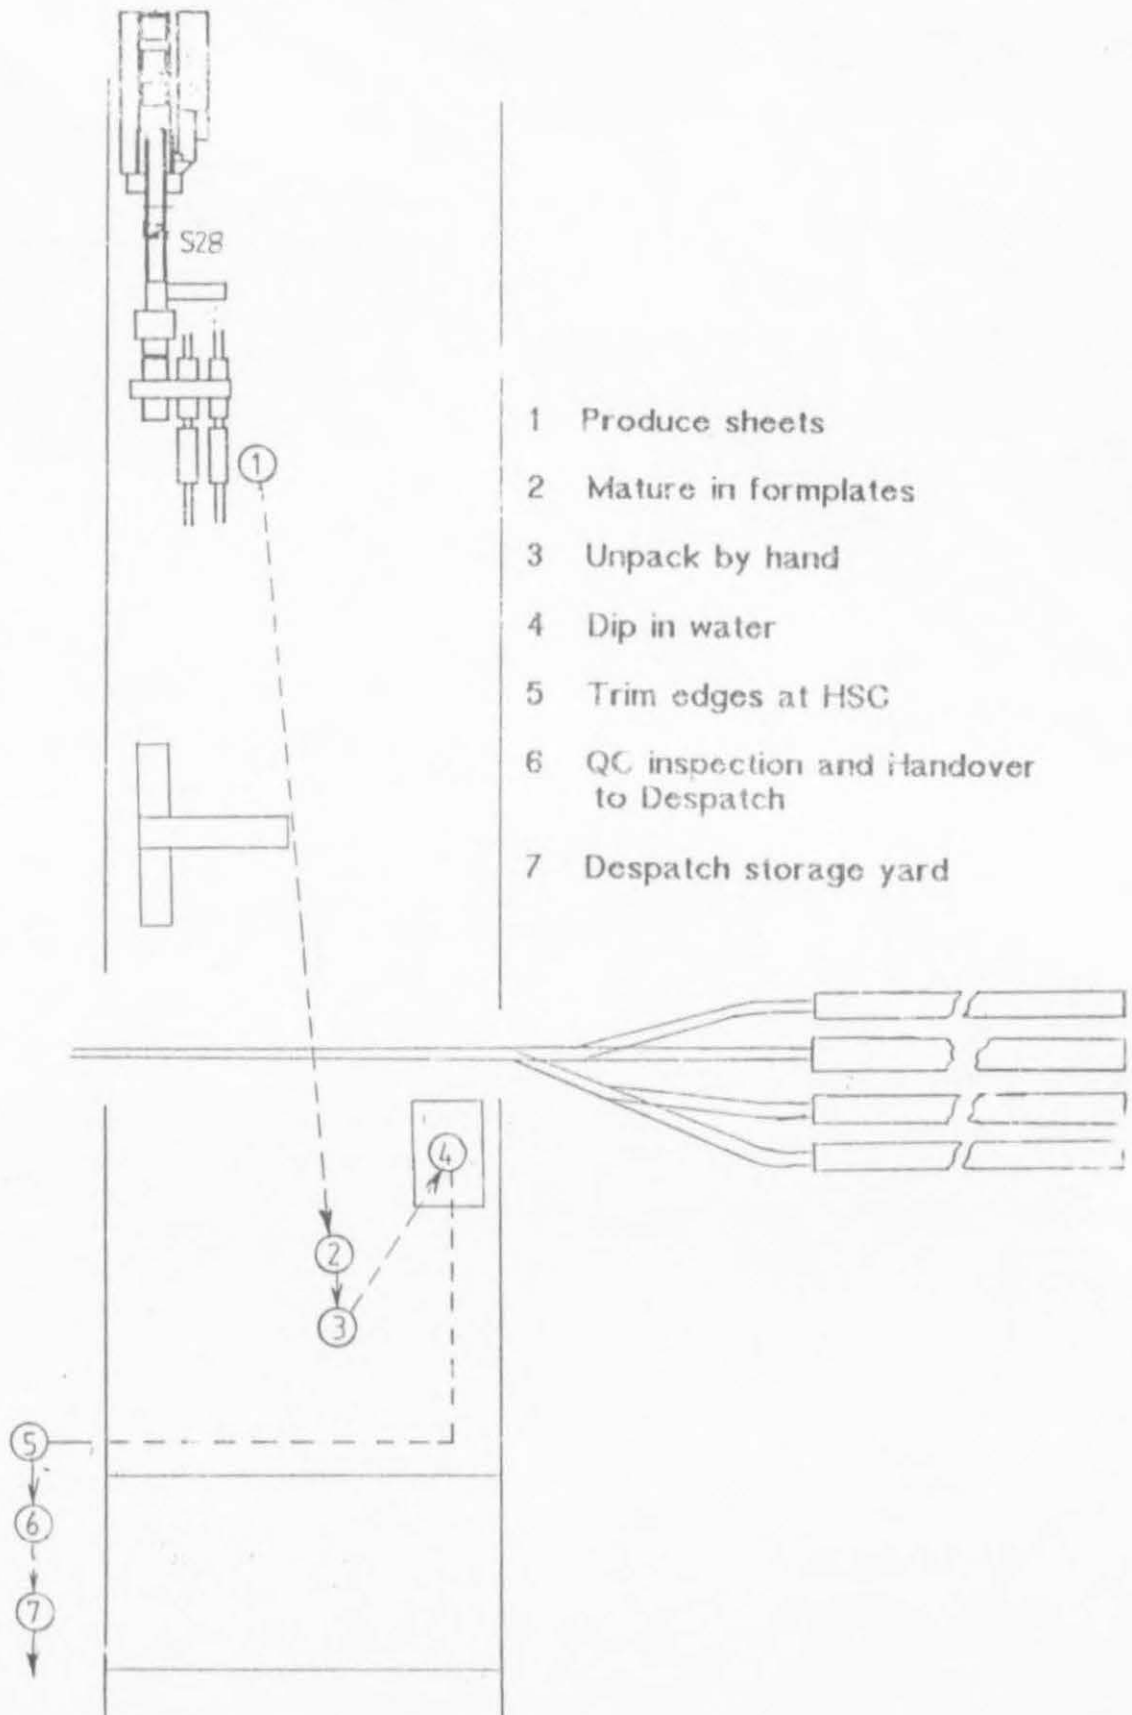 S28
1
1 Produce sheets
2 Mature in formplates
3 Unpack by hand
4 Dip in water
5 Trim edges at HSC
6 QC inspection and Handover
to Despatch
7 Despatch storage yard
4
2
3
5
6
7